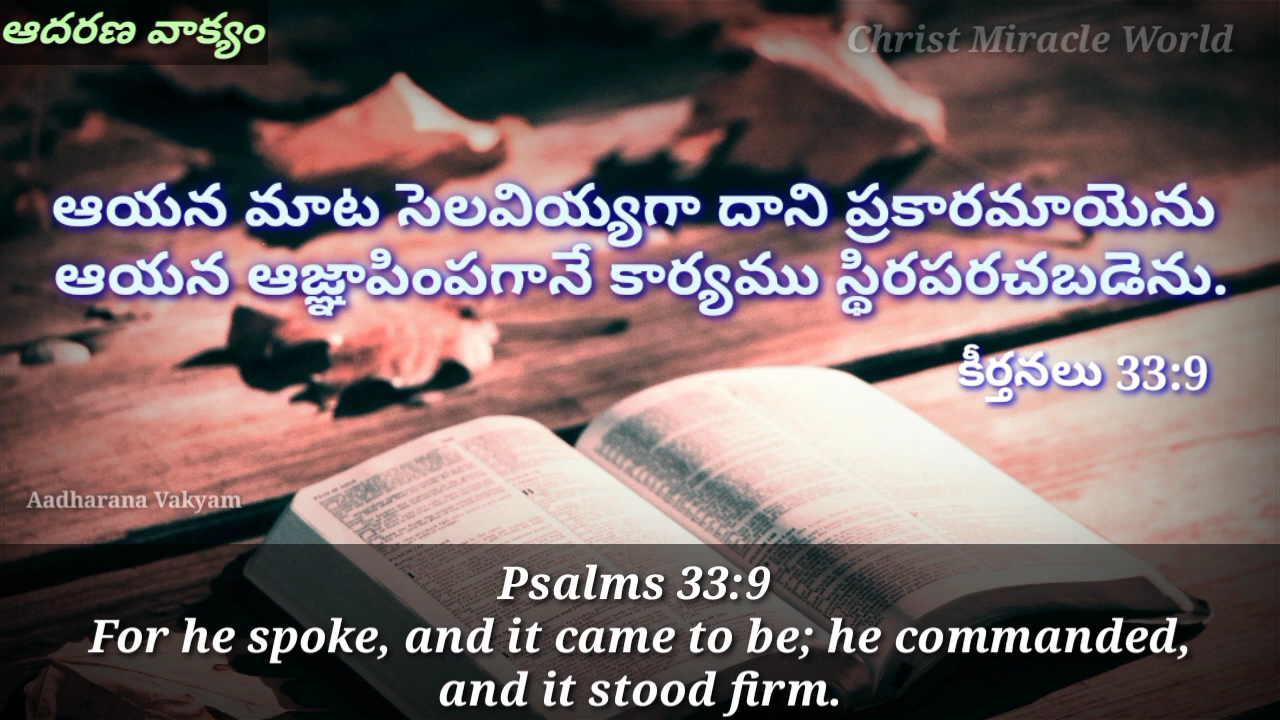 ఆదరణ వాక్యం
Christ Miracle World
ఆయన మాట సెలవియ్యగా దాని ప్రకారమాయెను
ఆయన ఆజ్ఞాపింపగానే కార్యము స్థిరపరచబడెను.
కీర్తనలు 33:9
Aadharana Vakyam
Psalms 33:9
For he spoke, and it came to be; he commanded,
and it stood firm.